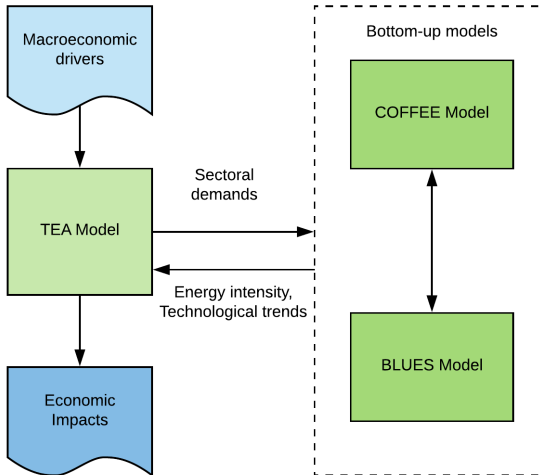 Macroeconomic
drivers
Bottom-up models
COFFEE Model
TEA Model
Sectoral
demands
Energy intensity,
Technological trends
BLUES Model
Economic
Impacts